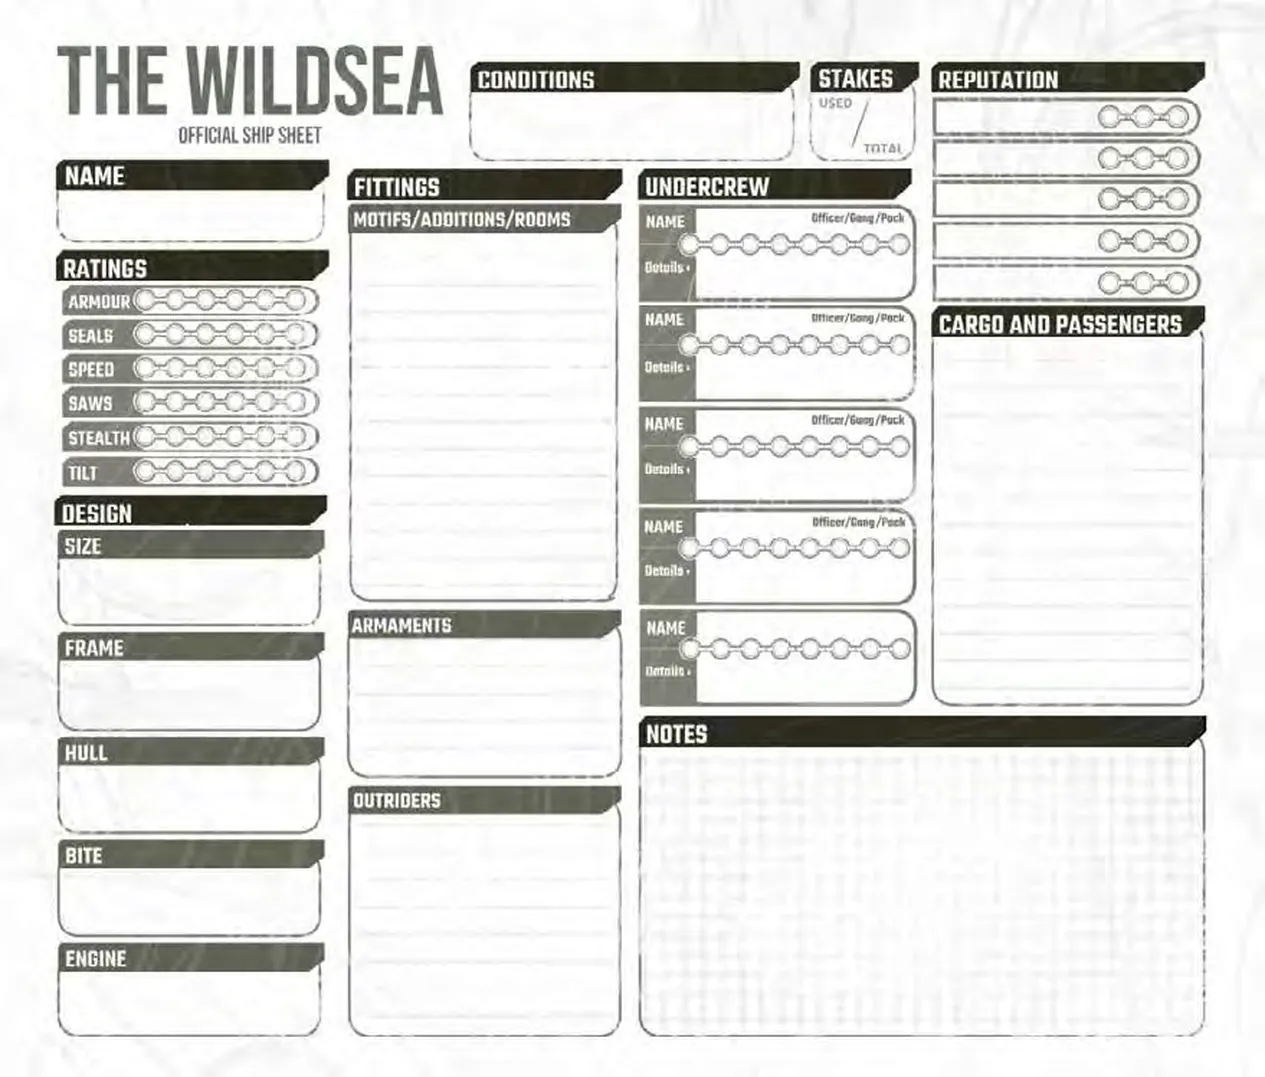 THE WILDSEA
OFFICIAL SHIP SHEET
NAME
RATINGS
ARMOUR
SEALS
SPEED
SAWS
STEALTH
TILT
DESIGN
SIZE
FRAME
HULL
BITE
ENGINE
CONDITIONS
STAKES
USED
/
TOTAL
FITTINGS
MOTIFS/ADDITIONS/ROOMS
ARMAMENTS
OUTRIDERS
UNDERCREW
NAME Officer/Gang/Pack
Details
NAME Officer/Gang/Pack
Details
NAME Officer/Gang/Pack
Details
NAME Officer/Gang/Pack
Details
NAME
Details
REPUTATION
CARGO AND PASSENGERS
NOTES